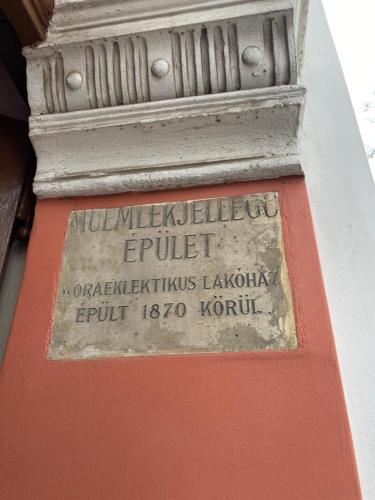 MŰEMLÉKJELLEGŰ
ÉPÜLET
KORAEKLEKTIKUS LAKÓHÁZ
ÉPÜLT 1870 KÖRÜL.